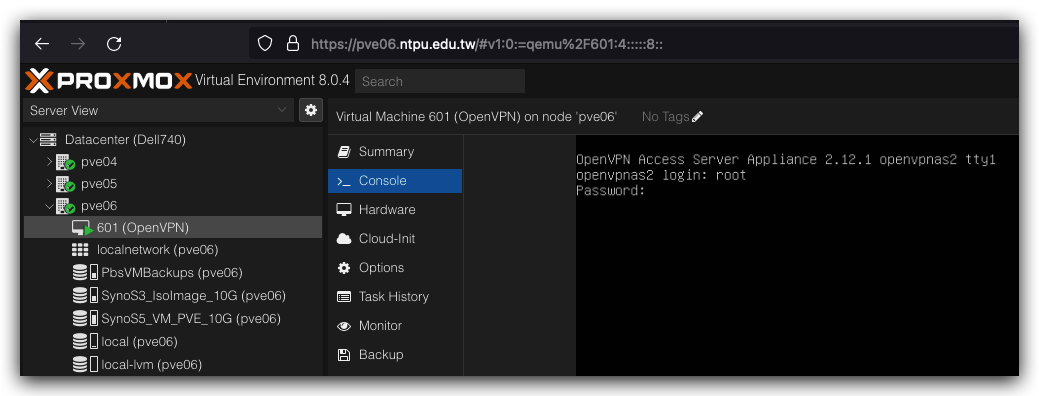 https://pve06.ntpu.edu.tw/#v1:0:=qemu%2F601:4:::::8::
PROXMOX Virtual Environment 8.0.4 Search
Server View
Virtual Machine 601 (OpenVPN) on node 'pve06' No Tags
Datacenter (Dell740)
pve04
pve05
pve06
601 (OpenVPN)
localnetwork (pve06)
PbsVMBackups (pve06)
SynoS3_IsoImage_10G (pve06)
SynoS5_VM_PVE_10G (pve06)
local (pve06)
local-lvm (pve06)
Summary
Console
Hardware
Cloud-Init
Options
Task History
Monitor
Backup
OpenVPN Access Server Appliance 2.12.1 openvpnas2 tty1
openvpnas2 login: root
Password: